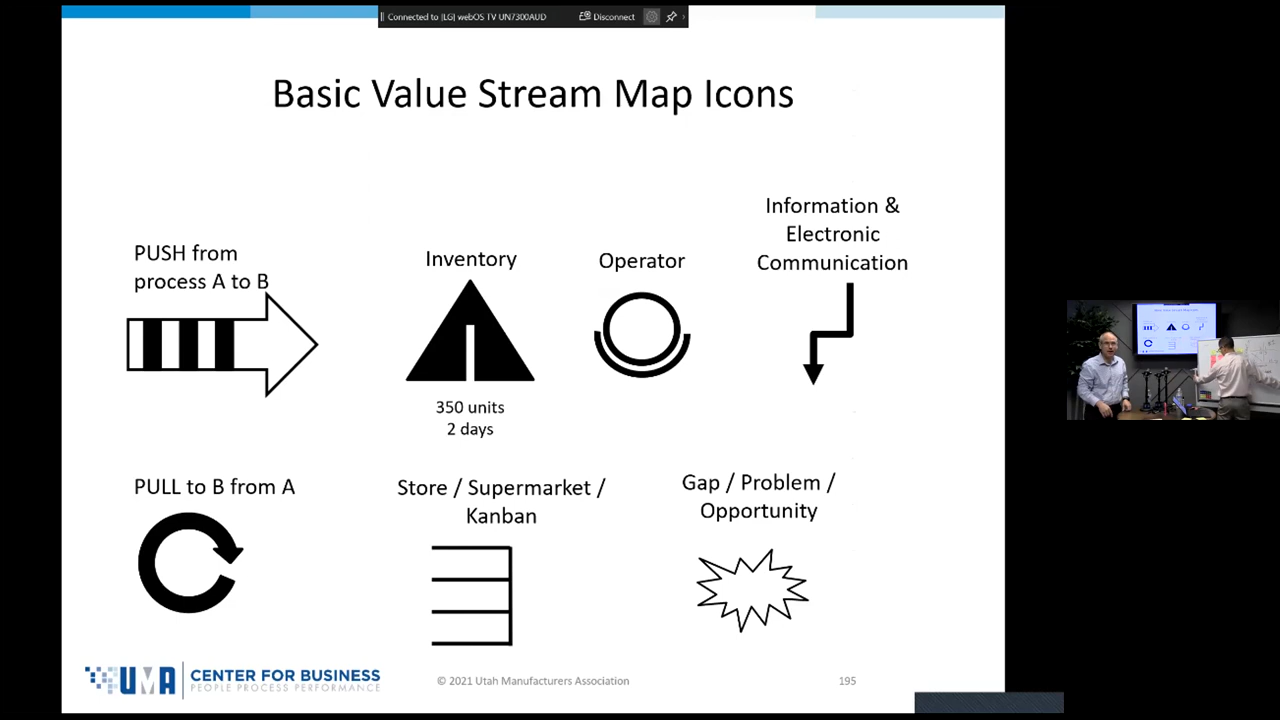 Connected to [LG] webOS TV UN7300AUD
Disconnect
Basic Value Stream Map Icons
PUSH from
process A to B
Inventory
350 units
2 days
Operator
Information &
Electronic
Communication
PULL to B from A
Store / Supermarket /
Kanban
Gap / Problem /
Opportunity
UMA
CENTER FOR BUSINESS
PEOPLE PROCESS PERFORMANCE
© 2021 Utah Manufacturers Association
195